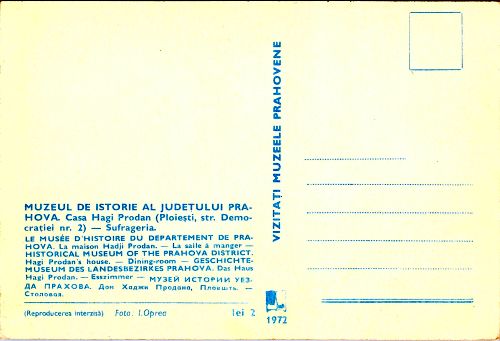 VIZITAȚI MUZEELE PRAHOVENE
MUZEUL DE ISTORIE AL JUDEȚULUI PRA-
HOVA. Casa Hagi Prodan (Ploiești, str. Demo-
crației nr. 2) — Sufrageria.
LE MUSÉE D'HISTOIRE DU DEPARTEMENT DE PRA-
HOVA. La maison Hadji Prodan. — La salle à manger —
HISTORICAL MUSEUM OF THE PRAHOVA DISTRICT.
Hagi Prodan's house. — Dining-room — GESCHICHTE-
MUSEUM DES LANDESBEZIRKES PRAHOVA. Das Haus
Hagi Prodan. — Esszimmer — МУЗЕЙ ИСТОРИИ УЕЗ-
ДА ПРАХОВА. Дом Хаджи Продана, Плоешть. —
Столовая.
(Reproducerea interzisă) Foto. I.Oprea lei 2
1972